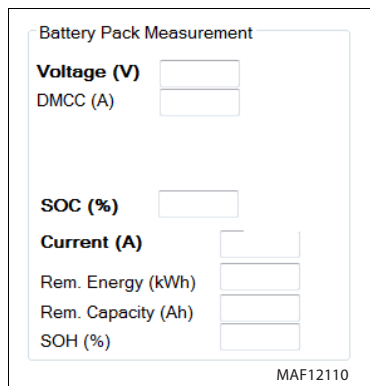 Battery Pack Measurement
Voltage (V)
DMCC (A)
SOC (%)
Current (A)
Rem. Energy (kWh)
Rem. Capacity (Ah)
SOH (%)
MAF12110